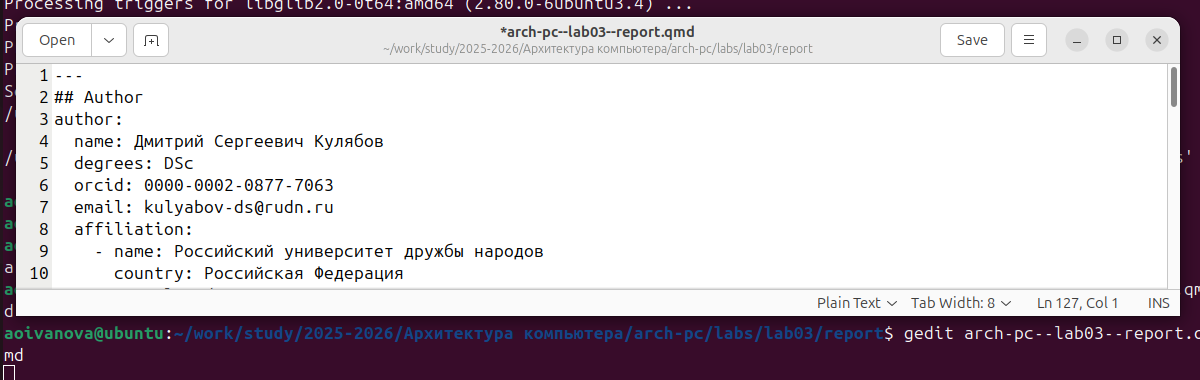 Processing triggers for libglib2.0-0t64:amd64 (2.80.0-6ubuntu3.4) ...
Open
*arch-pc--lab03--report.qmd
~/work/study/2025-2026/Архитектура компьютера/arch-pc/labs/lab03/report
Save
1 ---
2 ## Author
3 author:
4 name: Дмитрий Сергеевич Кулябов
5 degrees: DSc
6 orcid: 0000-0002-0877-7063
7 email: kulyabov-ds@rudn.ru
8 affiliation:
9 - name: Российский университет дружбы народов
10 country: Российская Федерация
Plain Text Tab Width: 8 Ln 127, Col 1 INS
d
aoivanova@ubuntu:~/work/study/2025-2026/Архитектура компьютера/arch-pc/labs/lab03/report$ gedit arch-pc--lab03--report.q
md